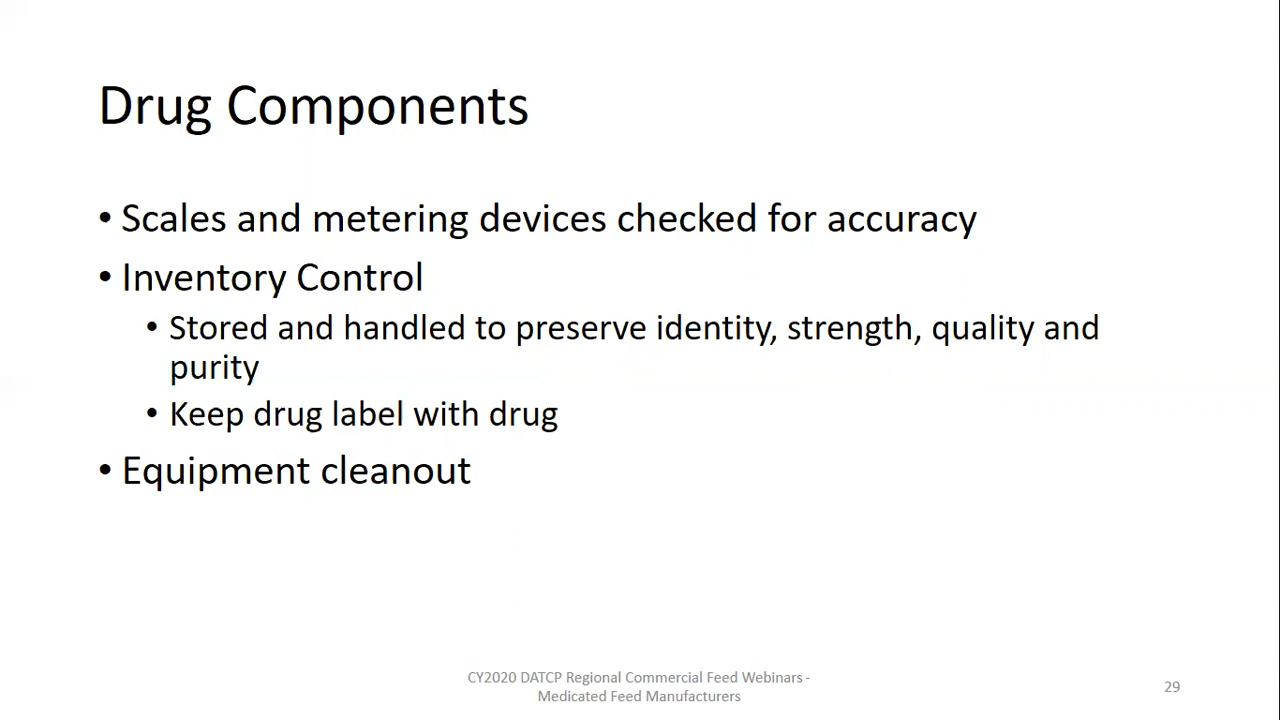 Drug Components
• Scales and metering devices checked for accuracy
• Inventory Control
• Stored and handled to preserve identity, strength, quality and
purity
• Keep drug label with drug
• Equipment cleanout
CY2020 DATCP Regional Commercial Feed Webinars -
Medicated Feed Manufacturers
29